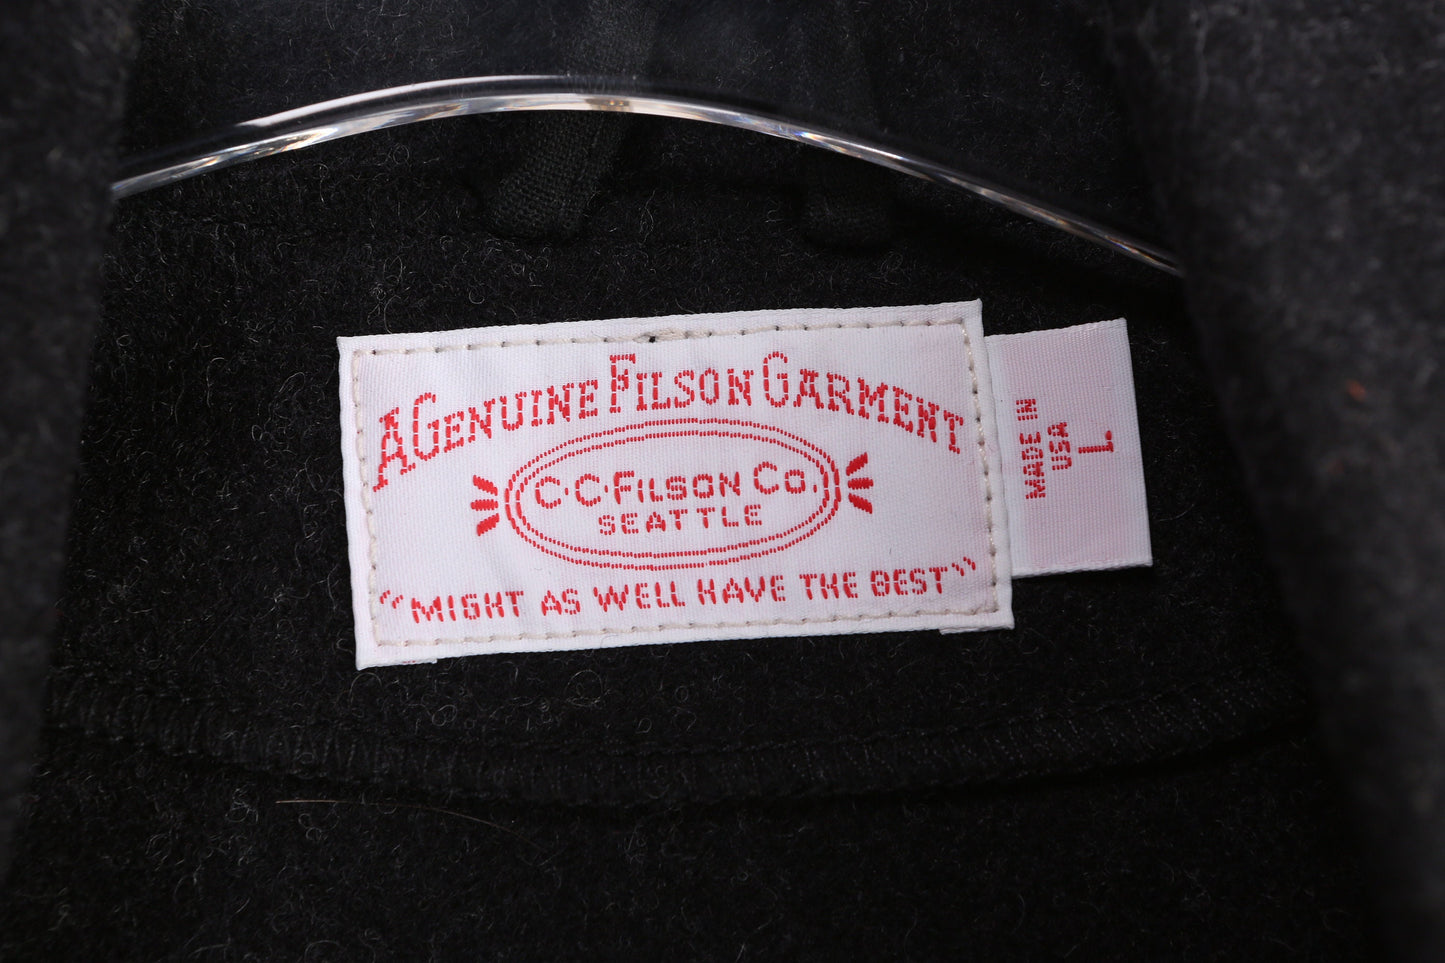 A GENUINE FILSON GARMENT
C·C·FILSON CO.
SEATTLE
"MIGHT AS WELL HAVE THE BEST"
MADE IN
USA
L